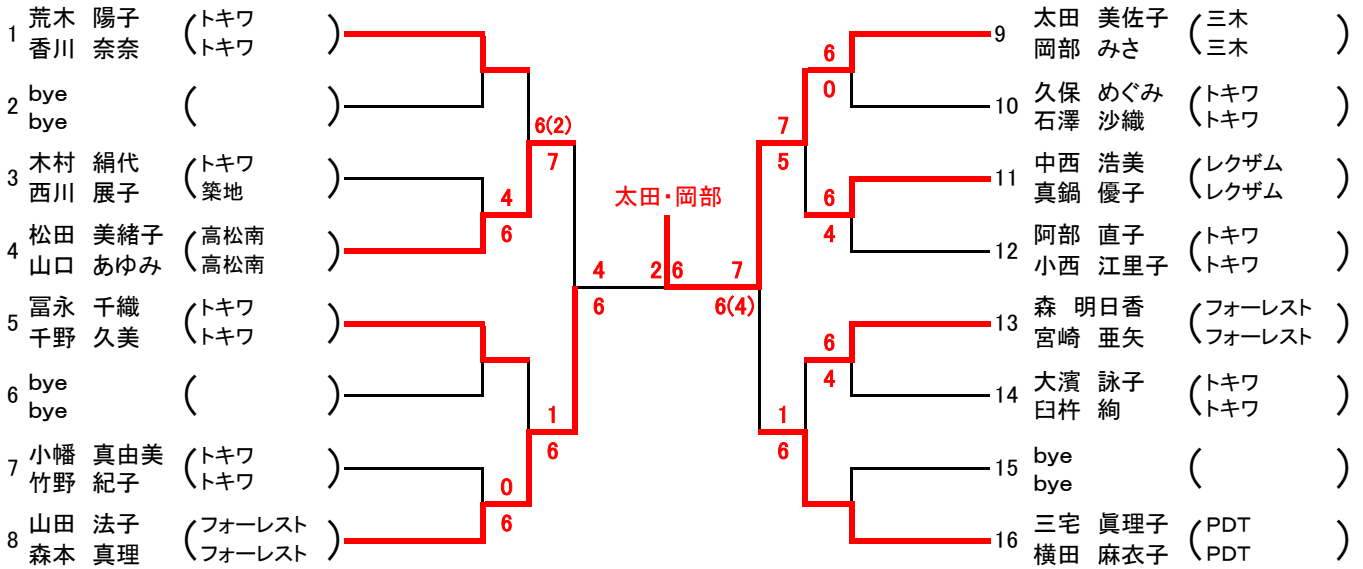 1 荒木 陽子 (トキワ)
香川 奈奈 (トキワ)
2 bye ( )
bye
3 木村 絹代 (トキワ)
西川 展子 (築地)
4 松田 美緒子 (高松南)
山口 あゆみ (高松南)
5 冨永 千織 (トキワ)
千野 久美 (トキワ)
6 bye ( )
bye
7 小幡 真由美 (トキワ)
竹野 紀子 (トキワ)
8 山田 法子 (フォーレスト)
森本 真理 (フォーレスト)
4
6
0
6
6(2)
7
1
6
4
6
太田・岡部
2 6
7
6(4)
7
5
1
6
6
0
6
4
6
4
9 太田 美佐子 (三木)
岡部 みさ (三木)
10 久保 めぐみ (トキワ)
石澤 沙織 (トキワ)
11 中西 浩美 (レクザム)
真鍋 優子 (レクザム)
12 阿部 直子 (トキワ)
小西 江里子 (トキワ)
13 森 明日香 (フォーレスト)
宮崎 亜矢 (フォーレスト)
14 大濱 詠子 (トキワ)
臼杵 絢 (トキワ)
15 bye ( )
bye
16 三宅 眞理子 (PDT)
横田 麻衣子 (PDT)